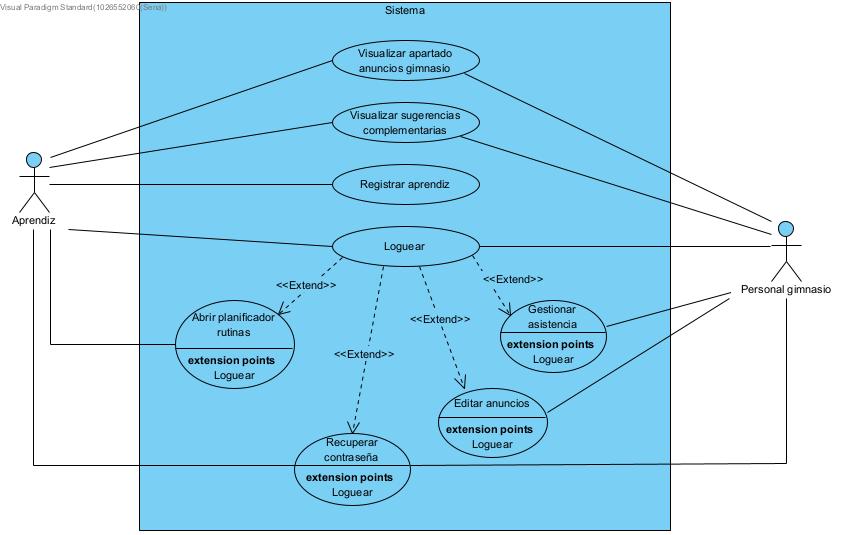 Visual Paradigm Standard(1026552060(Sena))
Sistema
Visualizar apartado
anuncios gimnasio
Visualizar sugerencias
complementarias
Registrar aprendiz
Aprendiz
Loguear
Personal gimnasio
<<Extend>>
<<Extend>>
<<Extend>>
<<Extend>>
Abrir planificador
rutinas
extension points
Loguear
Gestionar
asistencia
extension points
Loguear
Editar anuncios
extension points
Loguear
Recuperar
contraseña
extension points
Loguear